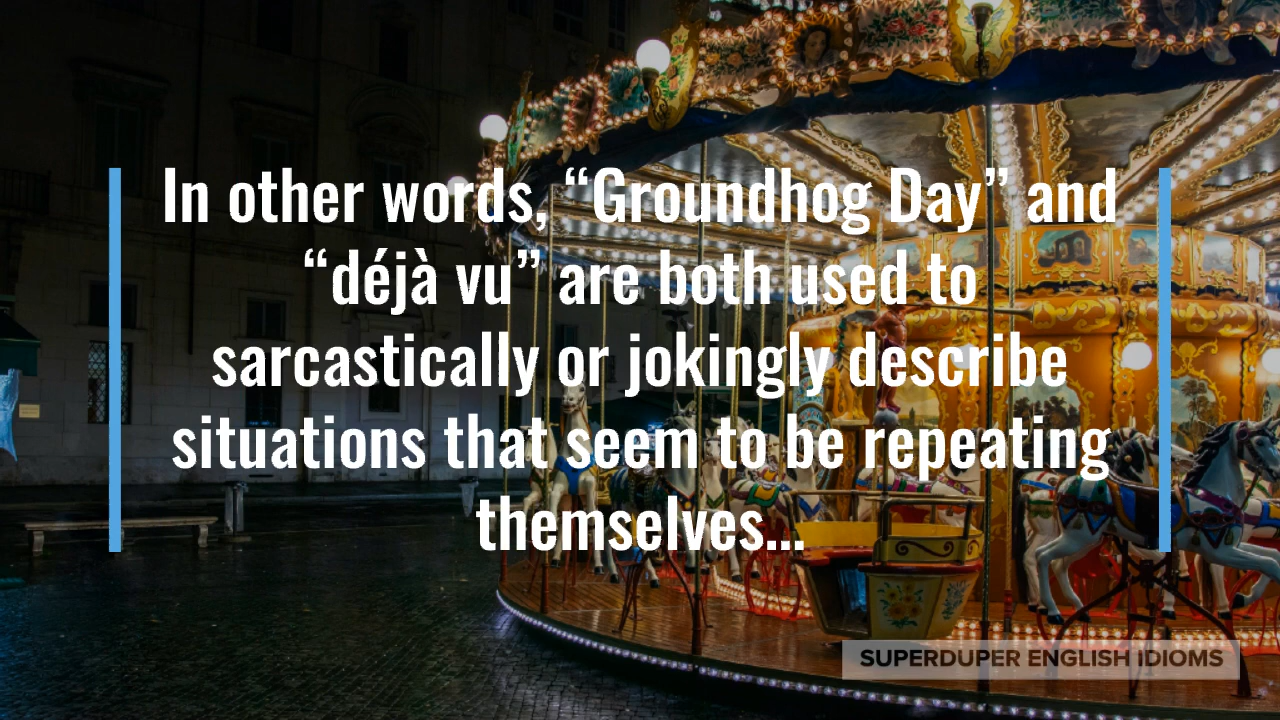 In other words, “Groundhog Day” and
“déjà vu” are both used to
sarcastically or jokingly describe
situations that seem to be repeating
themselves...
SUPERDUPER ENGLISH iDIOMS